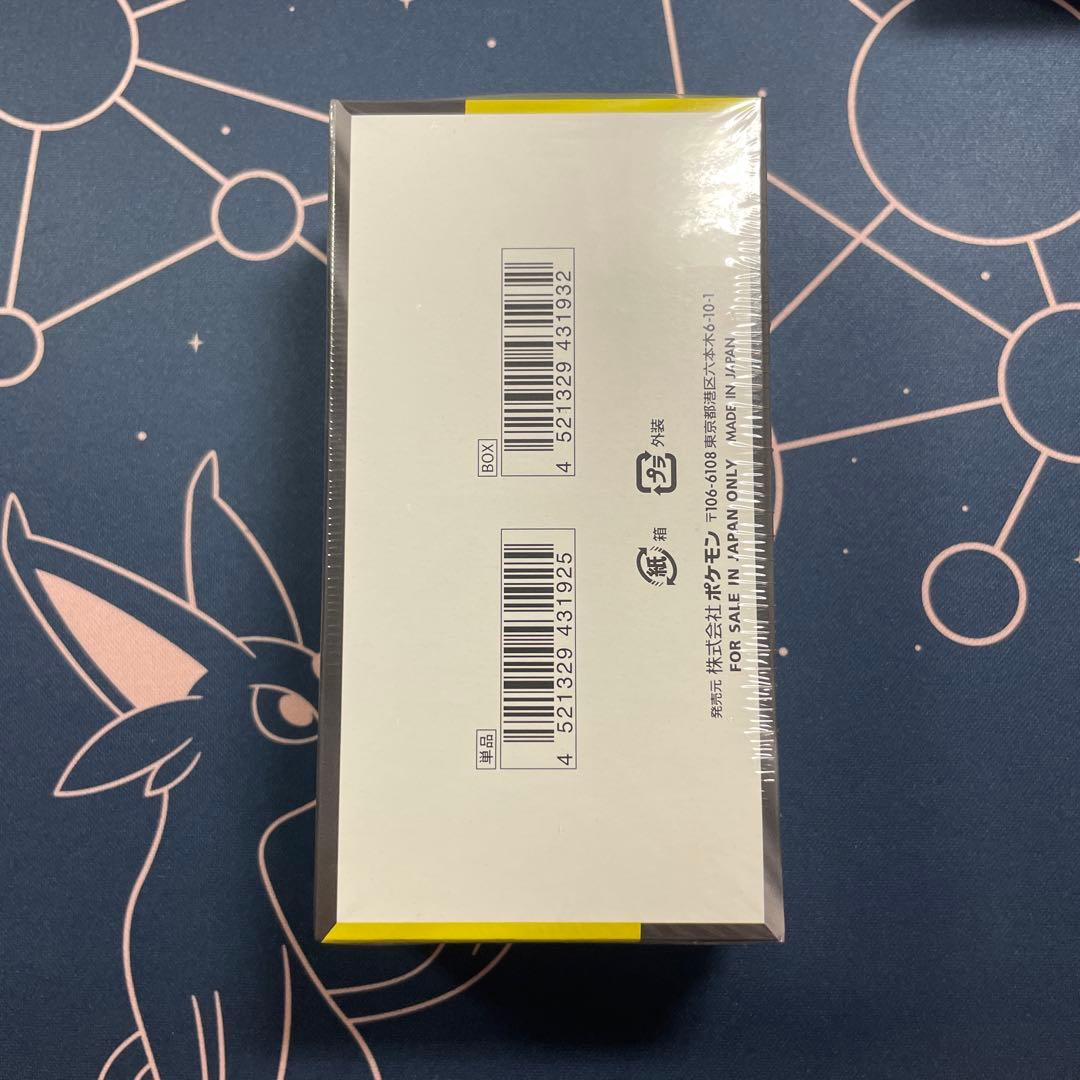 単品
4 521329 431925
BOX
4 521329 431932
紙 箱
プラ 外装
発売元 株式会社 ポケモン 〒106-6108 東京都港区六本木6-10-1
FOR SALE IN JAPAN ONLY MADE IN JAPAN